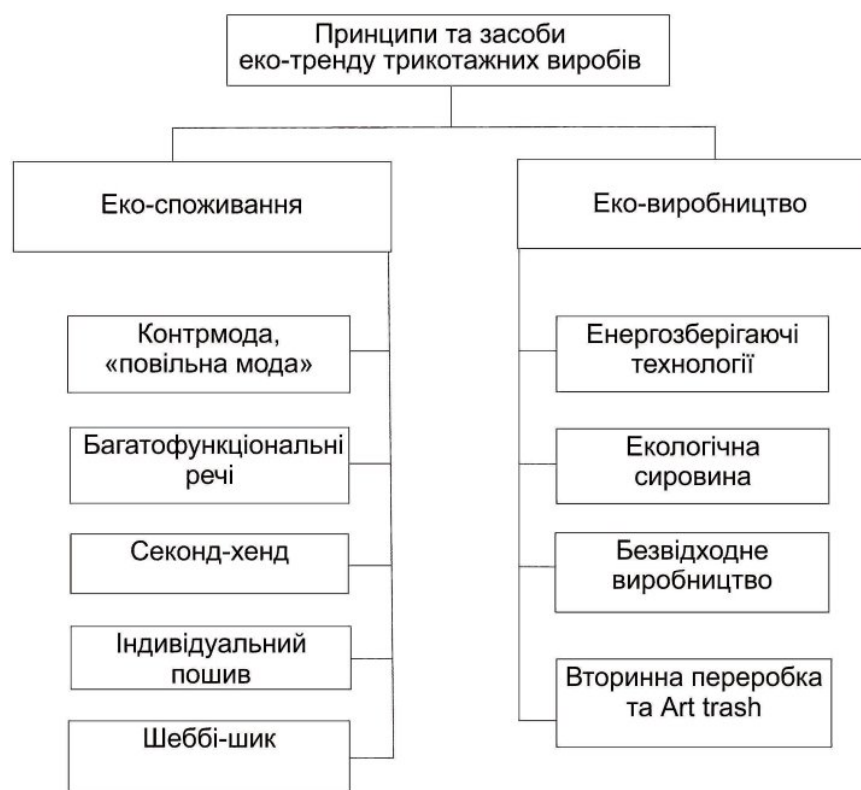 Принципи та засоби
еко-тренду трикотажних виробів
Еко-споживання
Еко-виробництво
Контрмода,
«повільна мода»
Багатофункціональні
речі
Секонд-хенд
Індивідуальний
пошив
Шеббі-шик
Енергозберігаючі
технології
Екологічна
сировина
Безвідходне
виробництво
Вторинна переробка
та Art trash